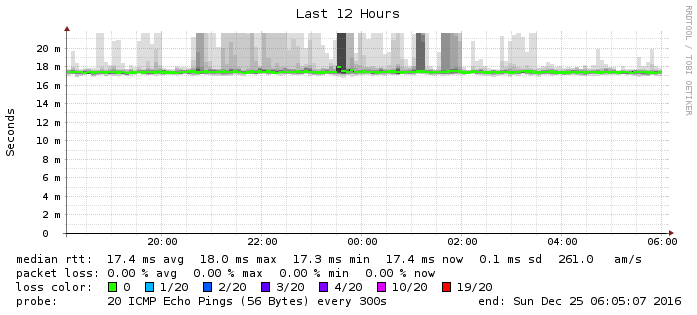 Last 12 Hours
RRDTOOL / TOBI OETIKER
Seconds
20 m
18 m
16 m
14 m
12 m
10 m
8 m
6 m
4 m
2 m
0
20:00 22:00 00:00 02:00 04:00 06:00
median rtt: 17.4 ms avg 18.0 ms max 17.3 ms min 17.4 ms now 0.1 ms sd 261.0 am/s
packet loss: 0.00 % avg 0.00 % max 0.00 % min 0.00 % now
loss color: 0 1/20 2/20 3/20 4/20 10/20 19/20
probe: 20 ICMP Echo Pings (56 Bytes) every 300s end: Sun Dec 25 06:05:07 2016